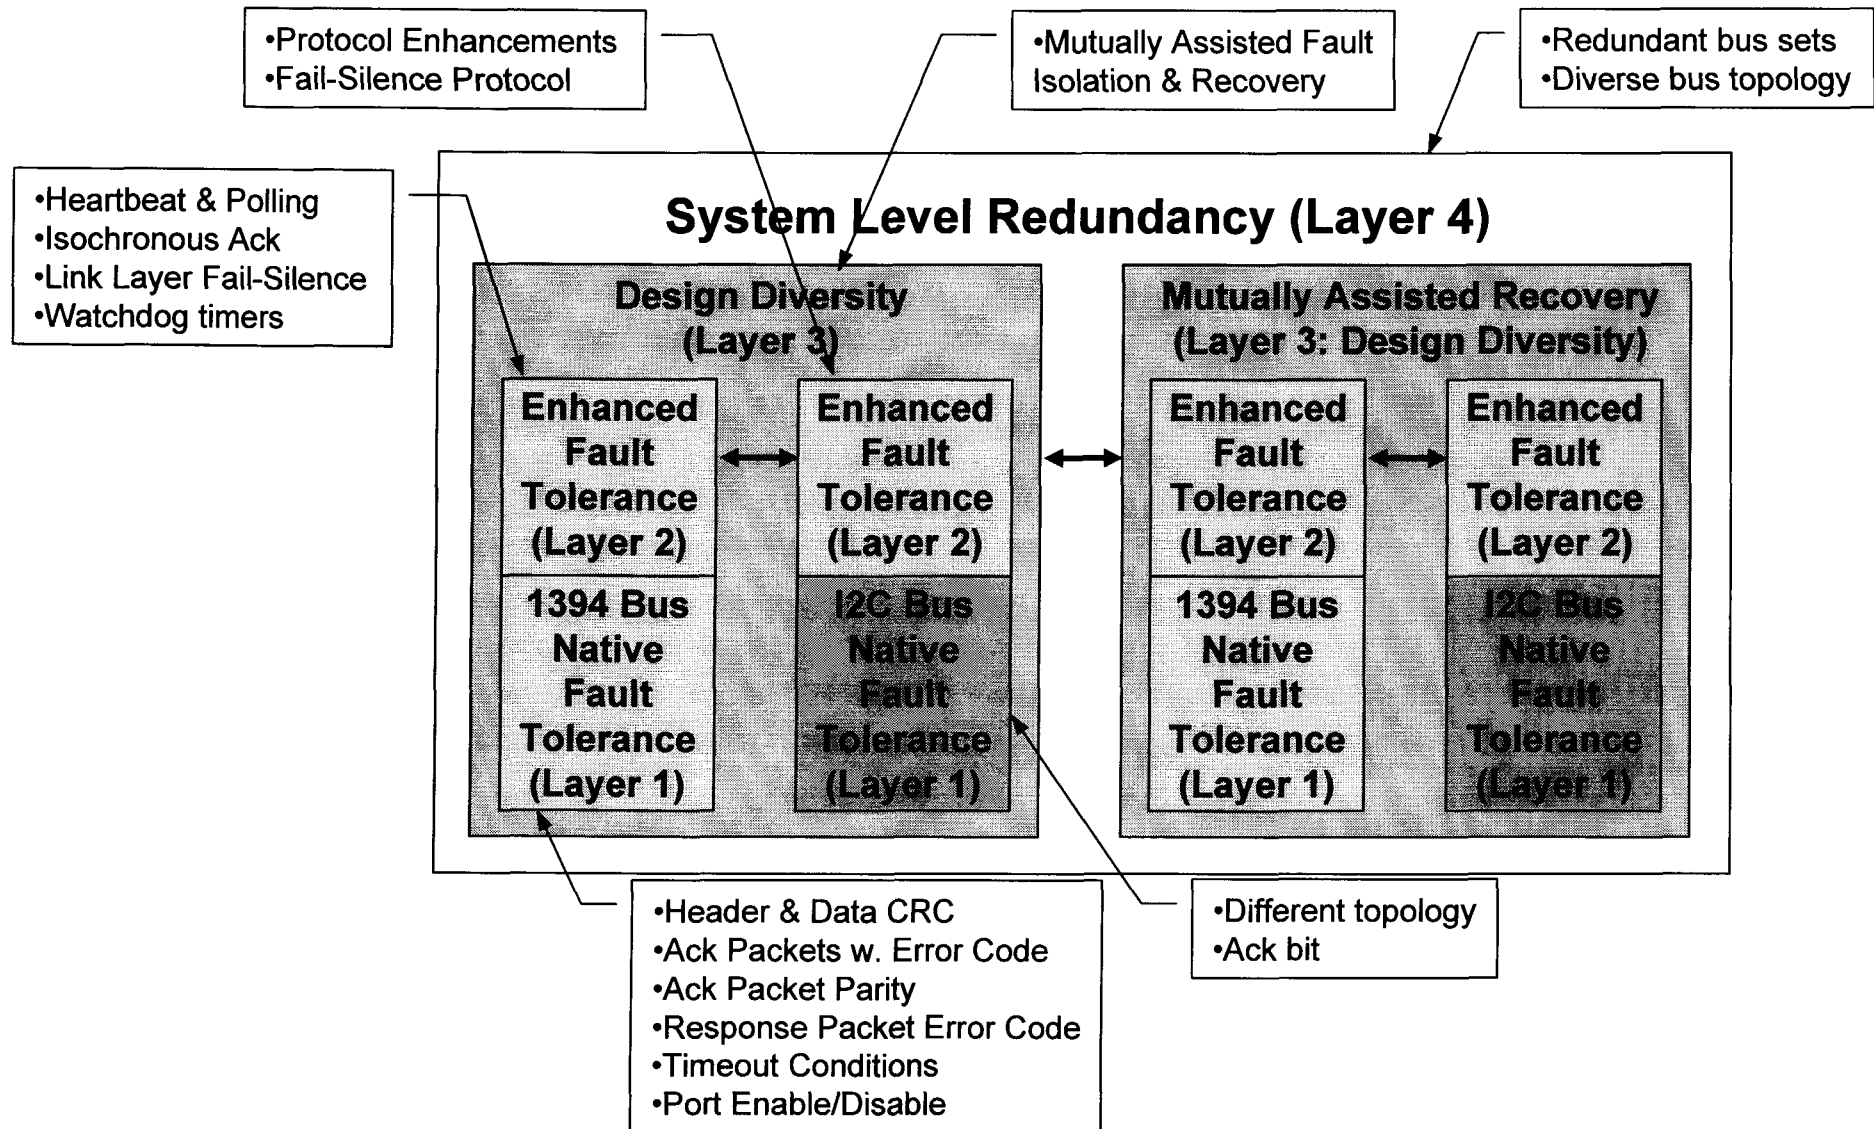 •Protocol Enhancements
•Fail-Silence Protocol
•Mutually Assisted Fault
Isolation & Recovery
•Redundant bus sets
•Diverse bus topology
•Heartbeat & Polling
•Isochronous Ack
•Link Layer Fail-Silence
•Watchdog timers
System Level Redundancy (Layer 4)
Design Diversity
(Layer 3)
Enhanced
Fault
Tolerance
(Layer 2)
1394 Bus
Native
Fault
Tolerance
(Layer 1)
Enhanced
Fault
Tolerance
(Layer 2)
I2C Bus
Native
Fault
Tolerance
(Layer 1)
Mutually Assisted Recovery
(Layer 3: Design Diversity)
Enhanced
Fault
Tolerance
(Layer 2)
1394 Bus
Native
Fault
Tolerance
(Layer 1)
Enhanced
Fault
Tolerance
(Layer 2)
I2C Bus
Native
Fault
Tolerance
(Layer 1)
•Header & Data CRC
•Ack Packets w. Error Code
•Ack Packet Parity
•Response Packet Error Code
•Timeout Conditions
•Port Enable/Disable
•Different topology
•Ack bit